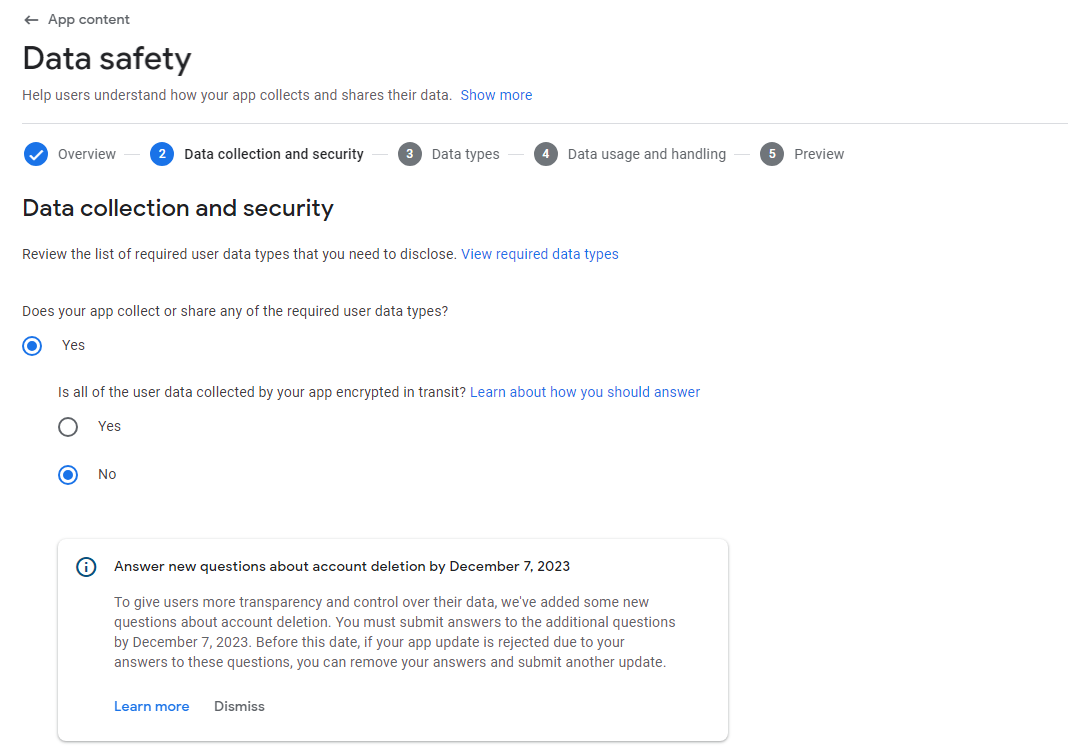 App content
Data safety
Help users understand how your app collects and shares their data. Show more
Overview 2 Data collection and security 3 Data types 4 Data usage and handling 5 Preview
Data collection and security
Review the list of required user data types that you need to disclose. View required data types
Does your app collect or share any of the required user data types?
Yes
Is all of the user data collected by your app encrypted in transit? Learn about how you should answer
Yes
No
Answer new questions about account deletion by December 7, 2023
To give users more transparency and control over their data, we've added some new
questions about account deletion. You must submit answers to the additional questions
by December 7, 2023. Before this date, if your app update is rejected due to your
answers to these questions, you can remove your answers and submit another update.
Learn more Dismiss